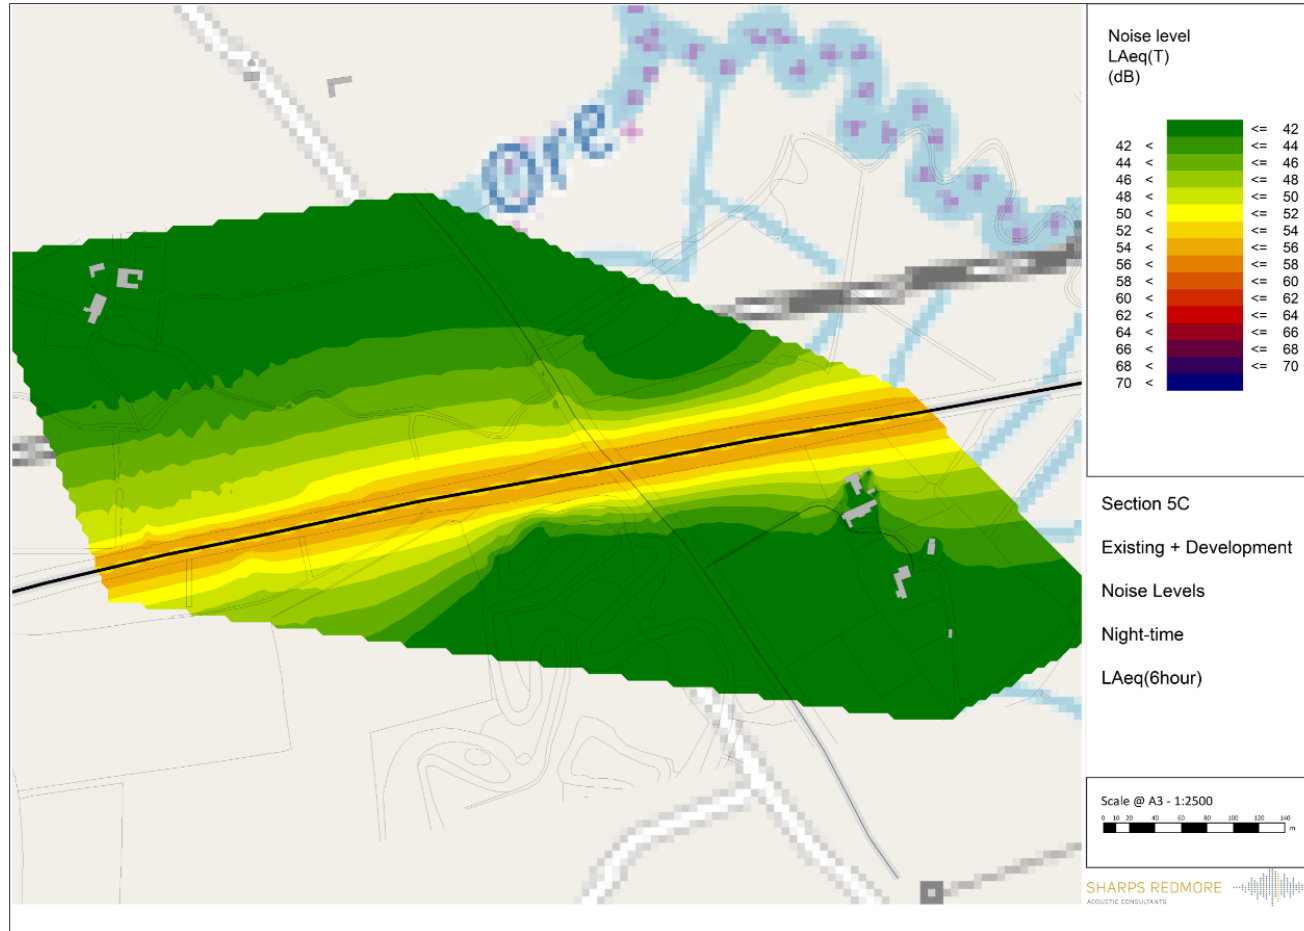 Ore
Noise level
LAeq(T)
(dB)
<= 42
42 < <= 44
44 < <= 46
46 < <= 48
48 < <= 50
50 < <= 52
52 < <= 54
54 < <= 56
56 < <= 58
58 < <= 60
60 < <= 62
62 < <= 64
64 < <= 66
66 < <= 68
68 < <= 70
70 <
Section 5C
Existing + Development
Noise Levels
Night-time
LAeq(6hour)
Scale @ A3 - 1:2500
0 10 20 40 60 80 100 120 140
m
SHARPS REDMORE
ACOUSTIC CONSULTANTS